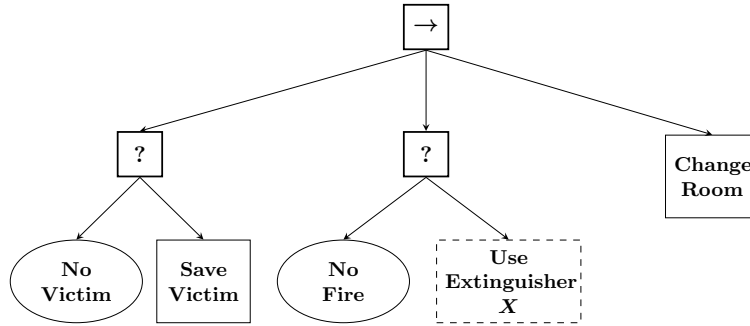 →
?
?
Change
Room
No
Victim
Save
Victim
No
Fire
Use
Extinguisher
X